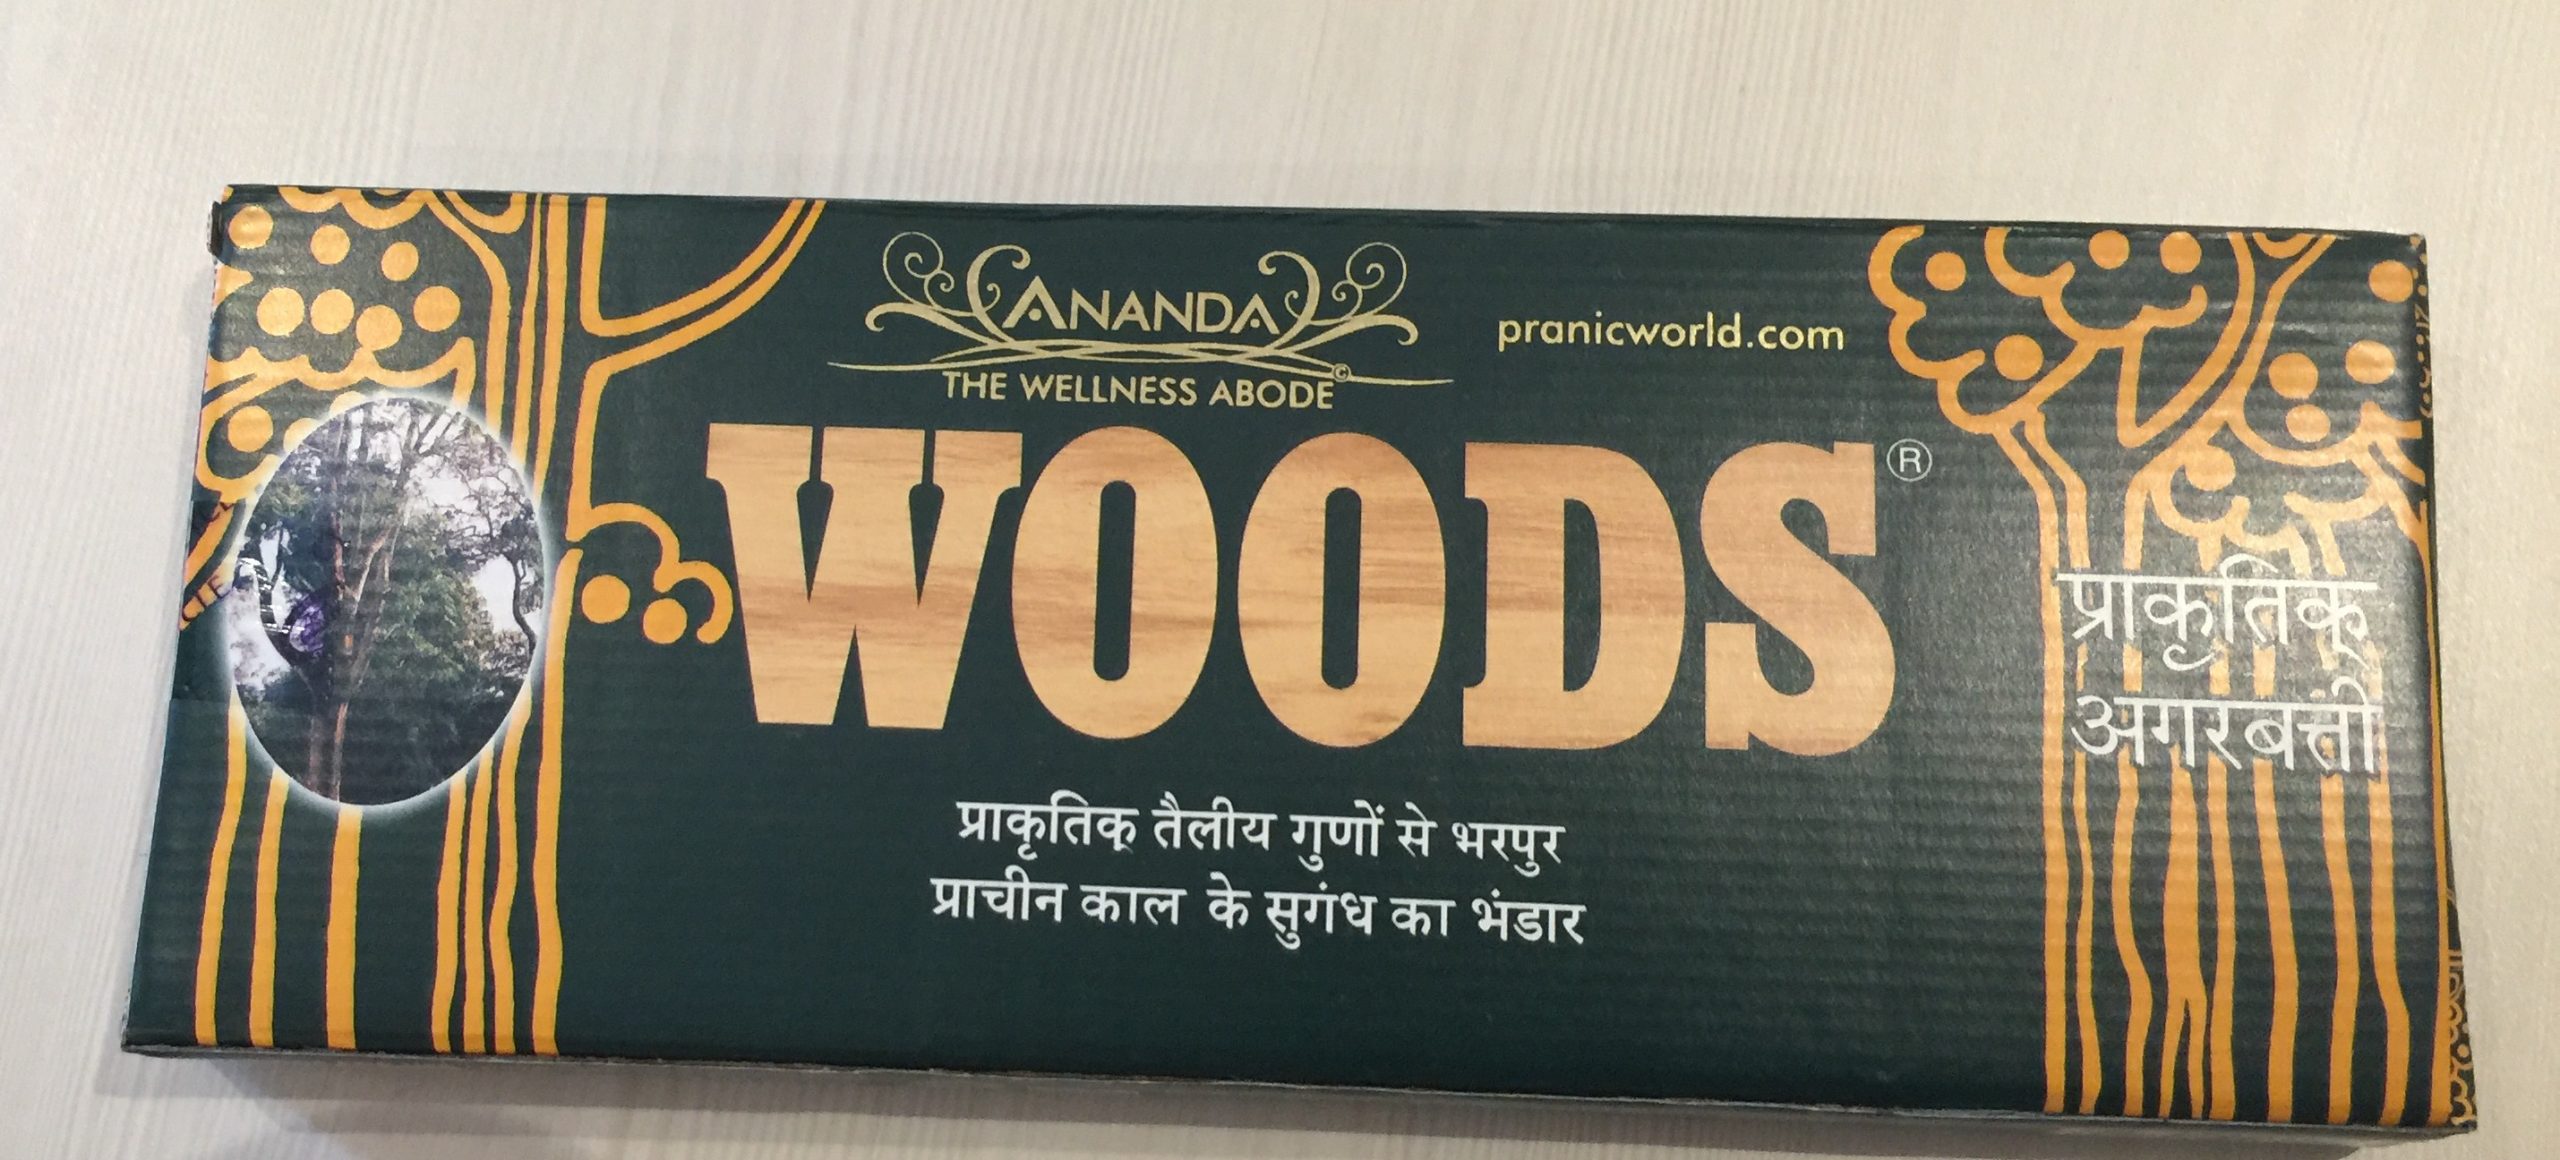 ANANDA
pranicworld.com
THE WELLNESS ABODE©
WOODS®
प्राकृतिक्
अगरबत्ती
प्राकृतिक् तैलीय गुणों से भरपुर
प्राचीन काल के सुगंध का भंडार